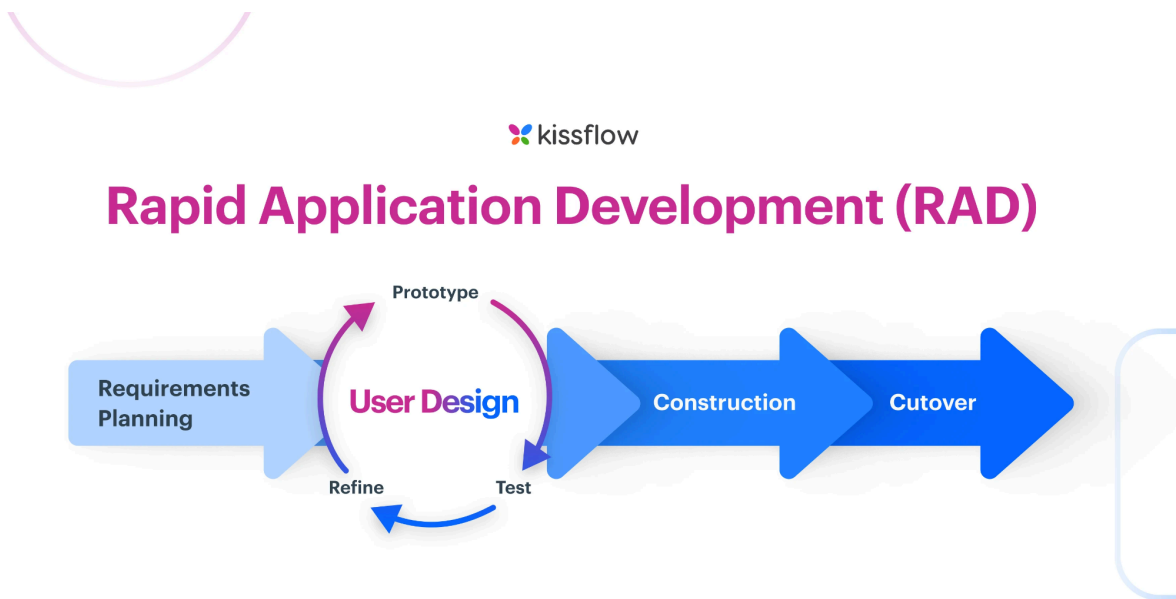 kissflow
Rapid Application Development (RAD)
Prototype
Requirements
Planning
User Design
Construction
Cutover
Refine
Test